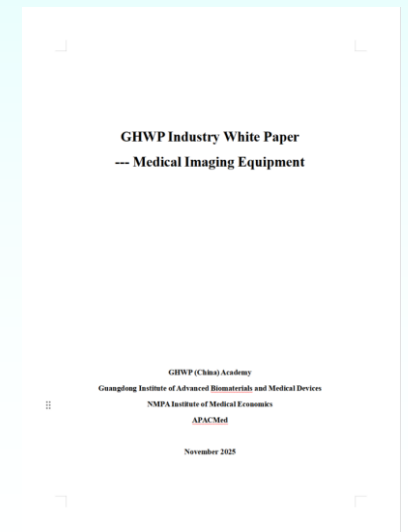 GHWP Industry White Paper
--- Medical Imaging Equipment
GHWP (China) Academy
Guangdong Institute of Advanced Biomaterials and Medical Devices
NMPA Institute of Medical Economics
APACMed
November 2025